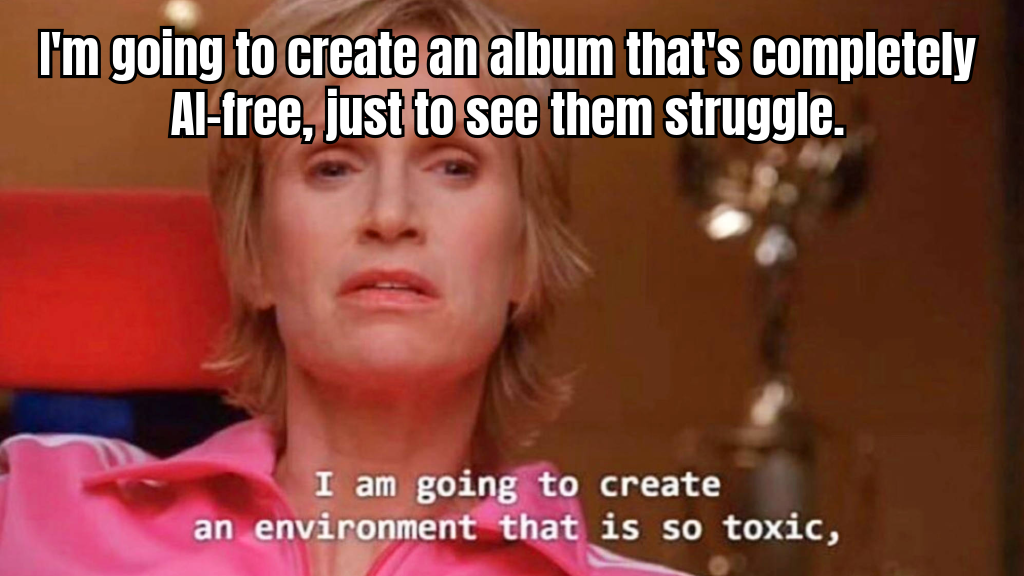 I'm going to create an album that's completely
AI-free, just to see them struggle.
I am going to create
an environment that is so toxic,